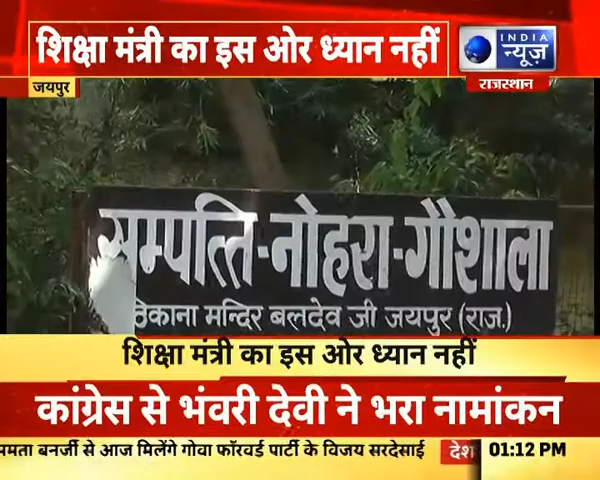 शिक्षा मंत्री का इस ओर ध्यान नहीं
INDIA
न्यूज़
राजस्थान
जयपुर
सम्पत्ति-नोहरा-गौशाला
ठिकाना मन्दिर बलदेव जी जयपुर (राज.)
शिक्षा मंत्री का इस ओर ध्यान नहीं
कांग्रेस से भंवरी देवी ने भरा नामांकन
बनर्जी से आज मिलेंगे गोवा फॉरवर्ड पार्टी के विजय सरदेसाई
देश
01:12 PM